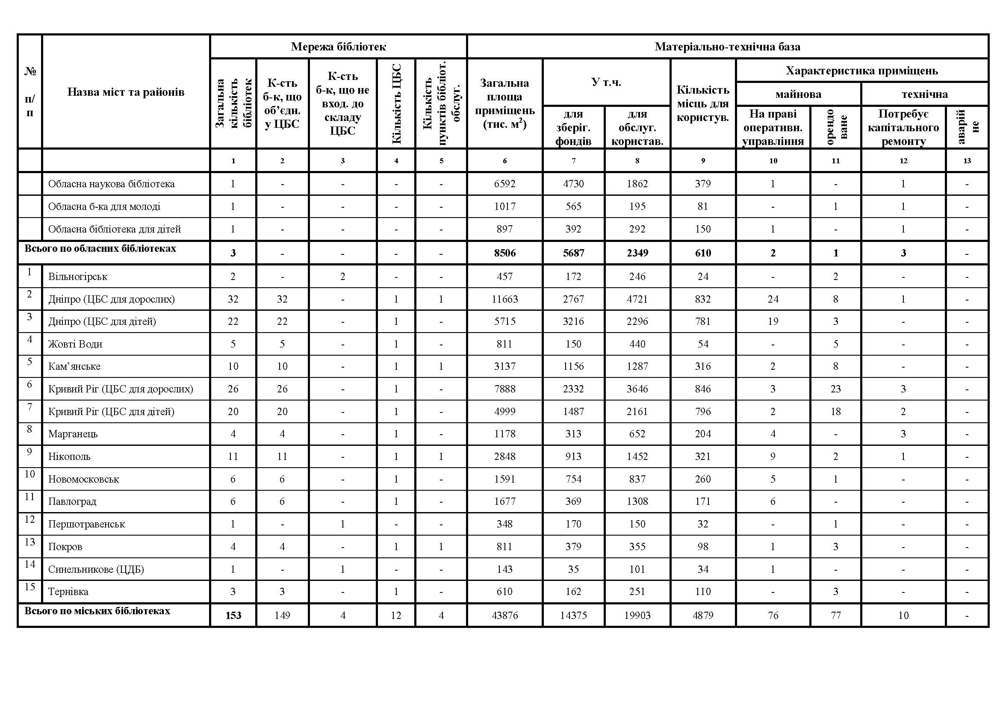 № п/п Назва міст та районів Мережа бібліотек Матеріально-технічна база
Загальна кількість бібліотек К-сть б-к, що об’єдн. у ЦБС К-сть б-к, що не вход. до складу ЦБС Кількість ЦБС Кількість пунктів бібліот. обслуг. Загальна площа приміщень (тис. м²) У т.ч. Кількість місць для користув. Характеристика приміщень
майнова технічна
для зберіг. фондів для обслуг. користав. На праві оперативн. управління орендо ване Потребує капітального ремонту аварій не
1 2 3 4 5 6 7 8 9 10 11 12 13
Обласна наукова бібліотека 1 - - - - 6592 4730 1862 379 1 - 1 -
Обласна б-ка для молоді 1 - - - - 1017 565 195 81 - 1 1 -
Обласна бібліотека для дітей 1 - - - - 897 392 292 150 1 - 1 -
Всього по обласних бібліотеках 3 - - - - 8506 5687 2349 610 2 1 3 -
1 Вільногірськ 2 - 2 - - 457 172 246 24 - 2 - -
2 Дніпро (ЦБС для дорослих) 32 32 - 1 1 11663 2767 4721 832 24 8 1 -
3 Дніпро (ЦБС для дітей) 22 22 - 1 - 5715 3216 2296 781 19 3 - -
4 Жовті Води 5 5 - 1 - 811 150 440 54 - 5 - -
5 Кам’янське 10 10 - 1 1 3137 1156 1287 316 2 8 - -
6 Кривий Ріг (ЦБС для дорослих) 26 26 - 1 - 7888 2332 3646 846 3 23 3 -
7 Кривий Ріг (ЦБС для дітей) 20 20 - 1 - 4999 1487 2161 796 2 18 2 -
8 Марганець 4 4 - 1 - 1178 313 652 204 4 - 3 -
9 Нікополь 11 11 - 1 1 2848 913 1452 321 9 2 1 -
10 Новомосковськ 6 6 - 1 - 1591 754 837 260 5 1 - -
11 Павлоград 6 6 - 1 - 1677 369 1308 171 6 - - -
12 Першотравенськ 1 - 1 - - 348 170 150 32 - 1 - -
13 Покров 4 4 - 1 1 811 379 355 98 1 3 - -
14 Синельникове (ЦДБ) 1 - 1 - - 143 35 101 34 1 - - -
15 Тернівка 3 3 - 1 - 610 162 251 110 - 3 - -
Всього по міських бібліотеках 153 149 4 12 4 43876 14375 19903 4879 76 77 10 -